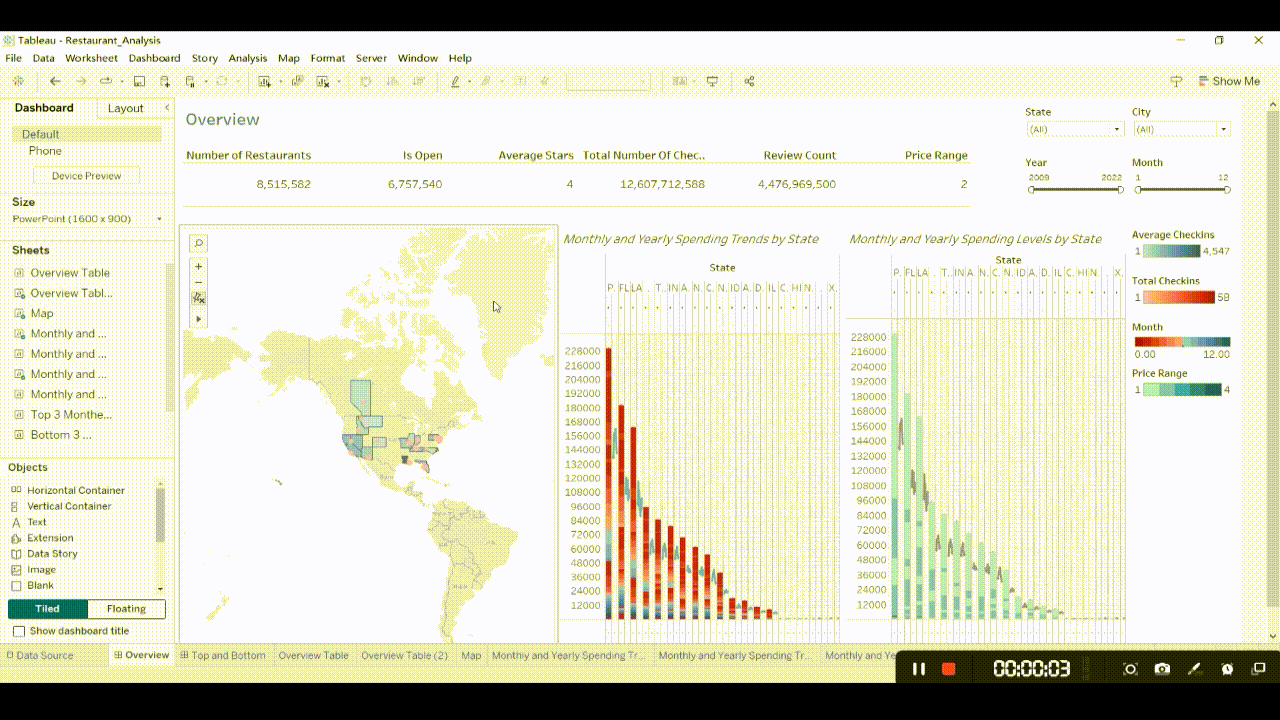 Tableau - Restaurant_Analysis
File Data Worksheet Dashboard Story Analysis Map Format Server Window Help
Show Me
Dashboard Layout
Default
Phone
Device Preview
Size
PowerPoint (1600 x 900)
Sheets
Overview Table
Overview Tabl...
Map
Monthly and ...
Monthly and ...
Monthly and ...
Monthly and ...
Top 3 Monthe...
Bottom 3 ...
Objects
Horizontal Container
Vertical Container
Text
Extension
Data Story
Image
Blank
Tiled Floating
Show dashboard title
Overview
Number of Restaurants Is Open Average Stars Total Number Of Chec.. Review Count Price Range
8,515,582 6,757,540 4 12,607,712,588 4,476,969,500 2
State City
(All) (All)
Year Month
2009 2022 1 12
Monthly and Yearly Spending Trends by State
State
P. FL LA . T.. IN A. N. C. N. ID A. D. IL C. HI N. . X.
228000
216000
204000
192000
180000
168000
156000
144000
132000
120000
108000
96000
84000
72000
60000
48000
36000
24000
12000
Monthly and Yearly Spending Levels by State
State
P. FL LA . T.. IN A. N. C. N. ID A. D. IL C. HI N. . X.
228000
216000
204000
192000
180000
168000
156000
144000
132000
120000
108000
96000
84000
72000
60000
48000
36000
24000
12000
Average Checkins
1 4,547
Total Checkins
1 5B
Month
0.00 12.00
Price Range
1 4
Data Source Overview Top and Bottom Overview Table Overview Table (2) Map Monthly and Yearly Spending Tr... Monthly and Yearly Spending Tr... Monthly and Ye
00:00:03